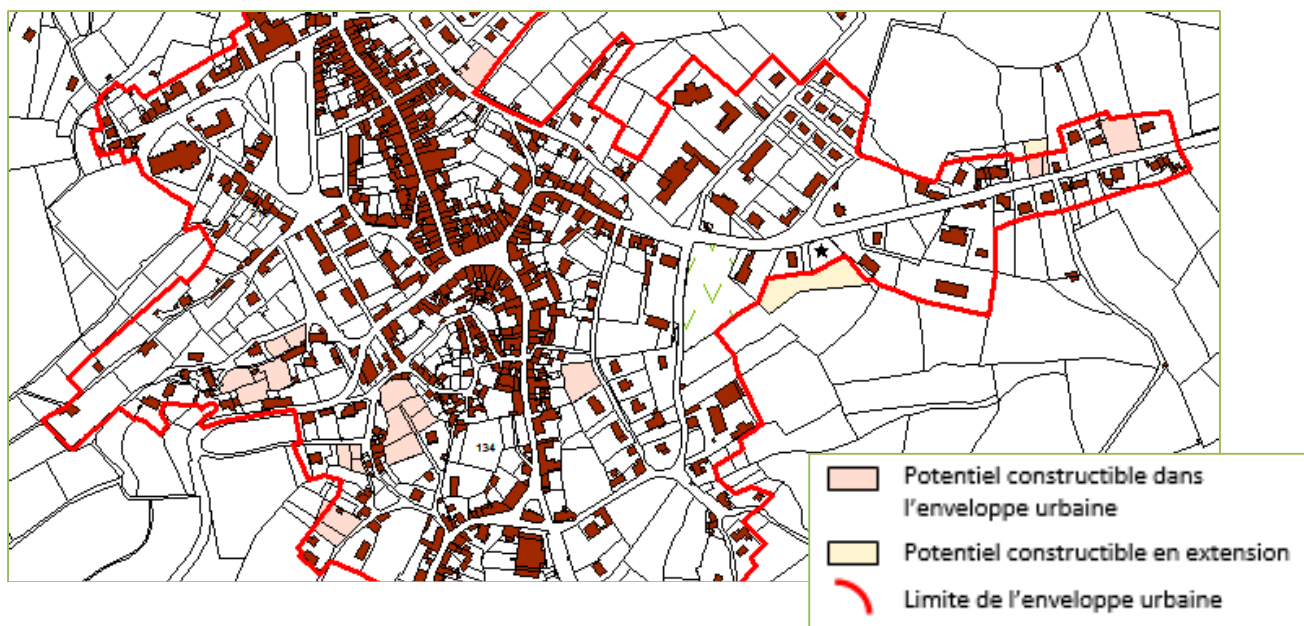 134
Potentiel constructible dans
l'enveloppe urbaine
Potentiel constructible en extension
Limite de l'enveloppe urbaine